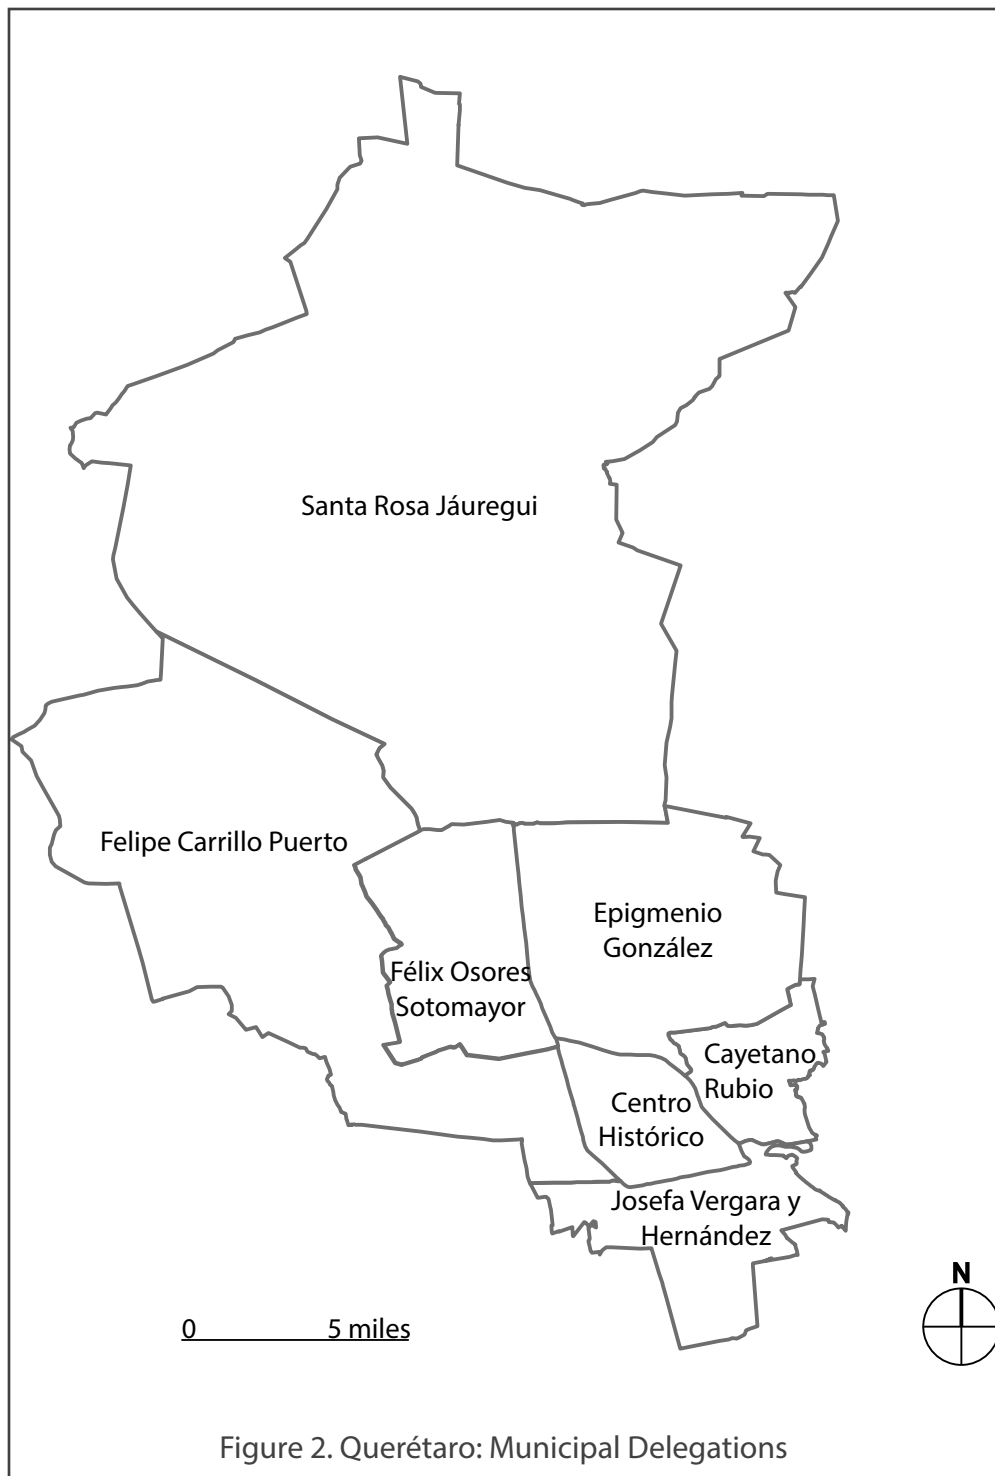 Santa Rosa Jáuregui
Felipe Carrillo Puerto
Epigmenio
González
Félix Osores
Sotomayor
Cayetano
Rubio
Centro
Histórico
Josefa Vergara y
Hernández
N
0 5 miles
Figure 2. Querétaro: Municipal Delegations